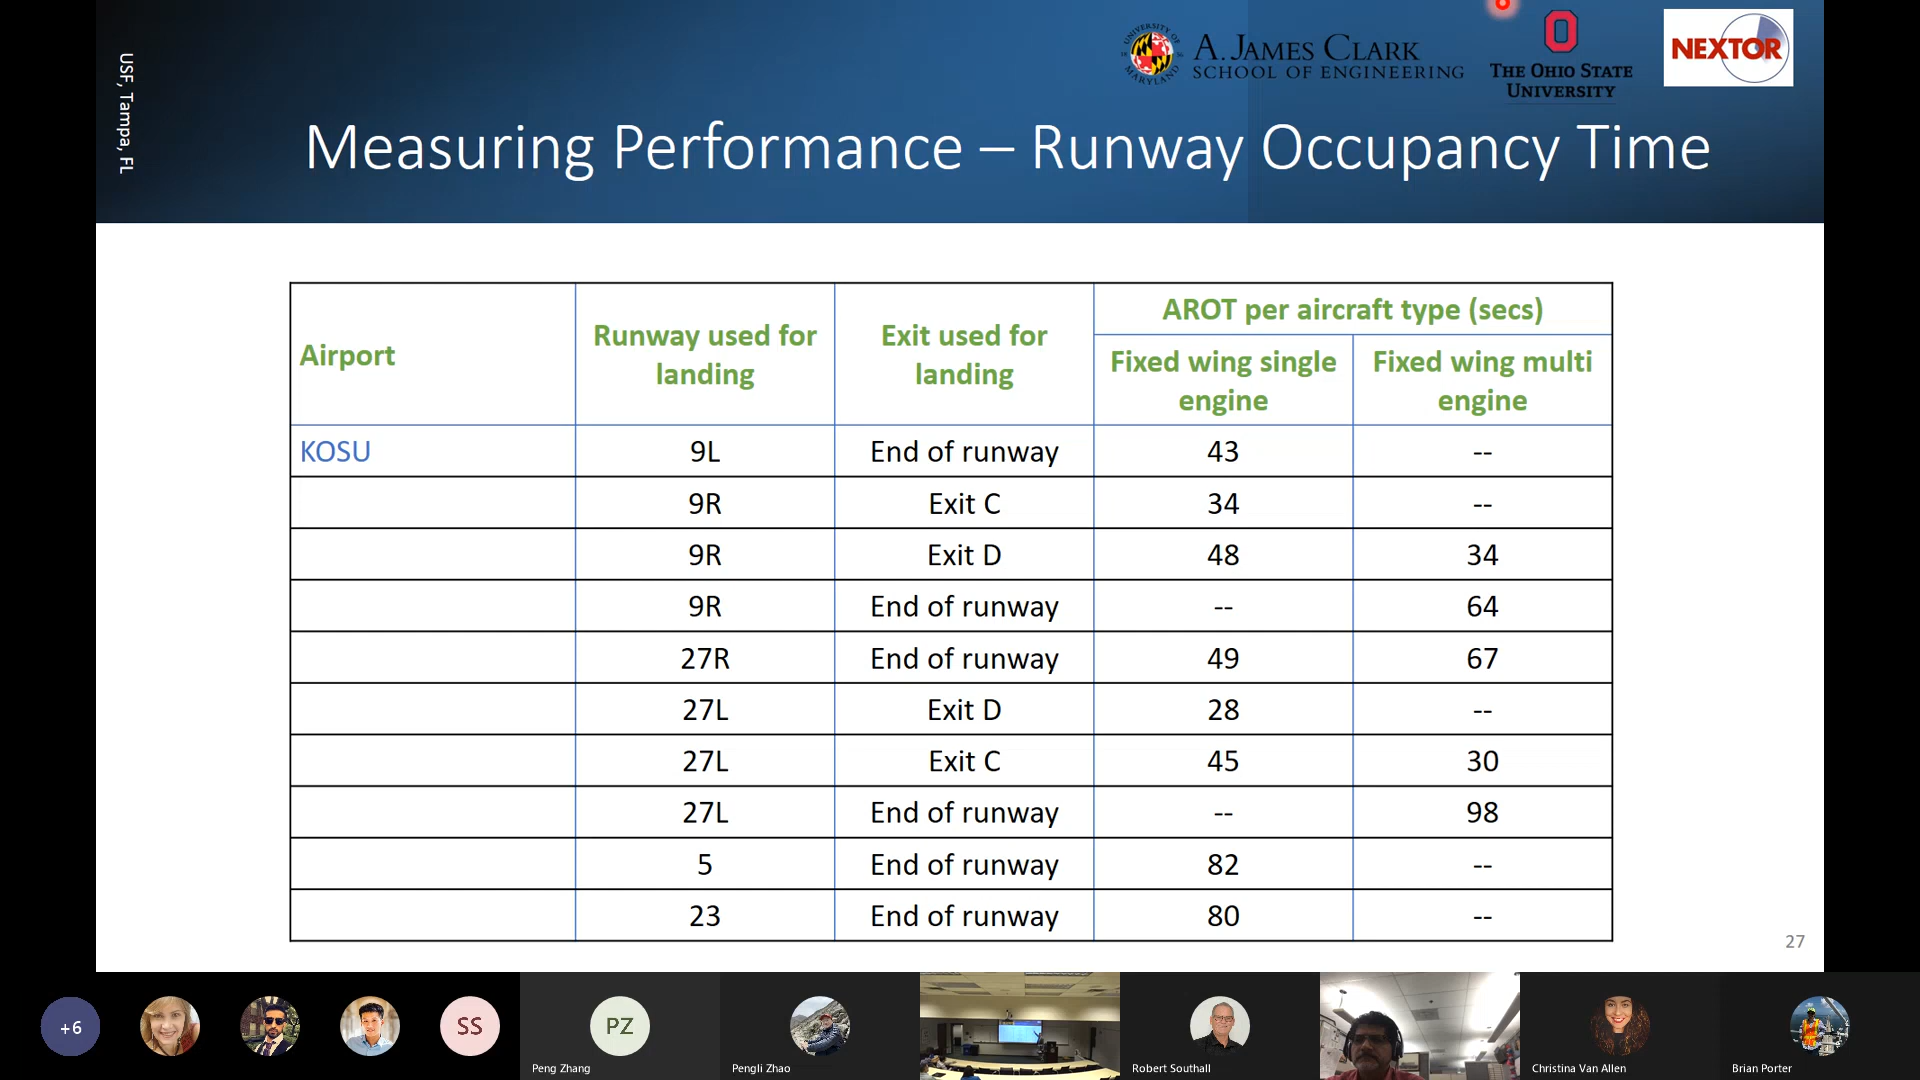 USF, Tampa, FL
UNIVERSITY OF
MARYLAND
A. JAMES CLARK
SCHOOL OF ENGINEERING
THE OHIO STATE
UNIVERSITY
NEXTOR
Measuring Performance – Runway Occupancy Time
Airport
Runway used for
landing
Exit used for
landing
AROT per aircraft type (secs)
Fixed wing single
engine
Fixed wing multi
engine
KOSU 9L End of runway 43 --
9R Exit C 34 --
9R Exit D 48 34
9R End of runway -- 64
27R End of runway 49 67
27L Exit D 28 --
27L Exit C 45 30
27L End of runway -- 98
5 End of runway 82 --
23 End of runway 80 --
27
+6
SS
PZ
Peng Zhang
Pengli Zhao
Robert Southall
Christina Van Allen
Brian Porter